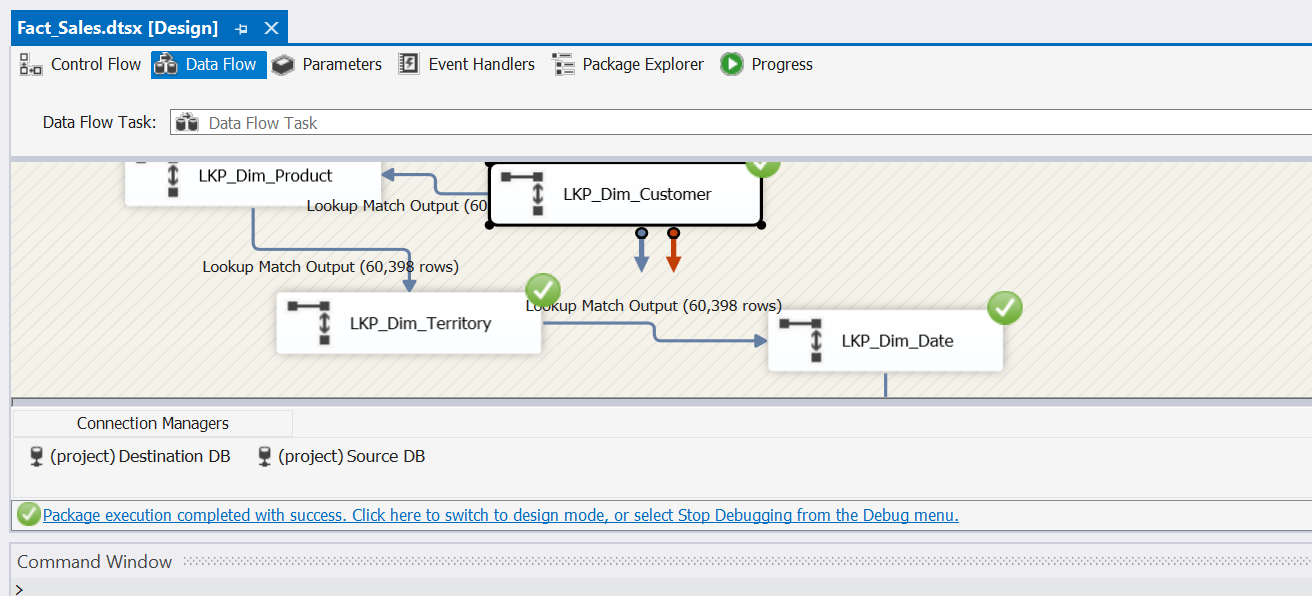 Fact_Sales.dtsx [Design]
Control Flow Data Flow Parameters Event Handlers Package Explorer Progress
Data Flow Task: Data Flow Task
LKP_Dim_Product
LKP_Dim_Customer
Lookup Match Output (60
Lookup Match Output (60,398 rows)
Lookup Match Output (60,398 rows)
LKP_Dim_Territory
LKP_Dim_Date
Connection Managers
(project) Destination DB (project) Source DB
Package execution completed with success. Click here to switch to design mode, or select Stop Debugging from the Debug menu.
Command Window
>